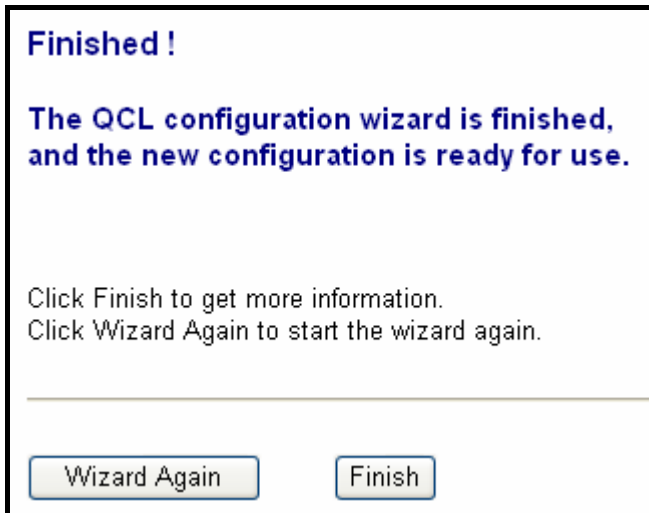 Finished !
The QCL configuration wizard is finished,
and the new configuration is ready for use.
Click Finish to get more information.
Click Wizard Again to start the wizard again.
Wizard Again
Finish